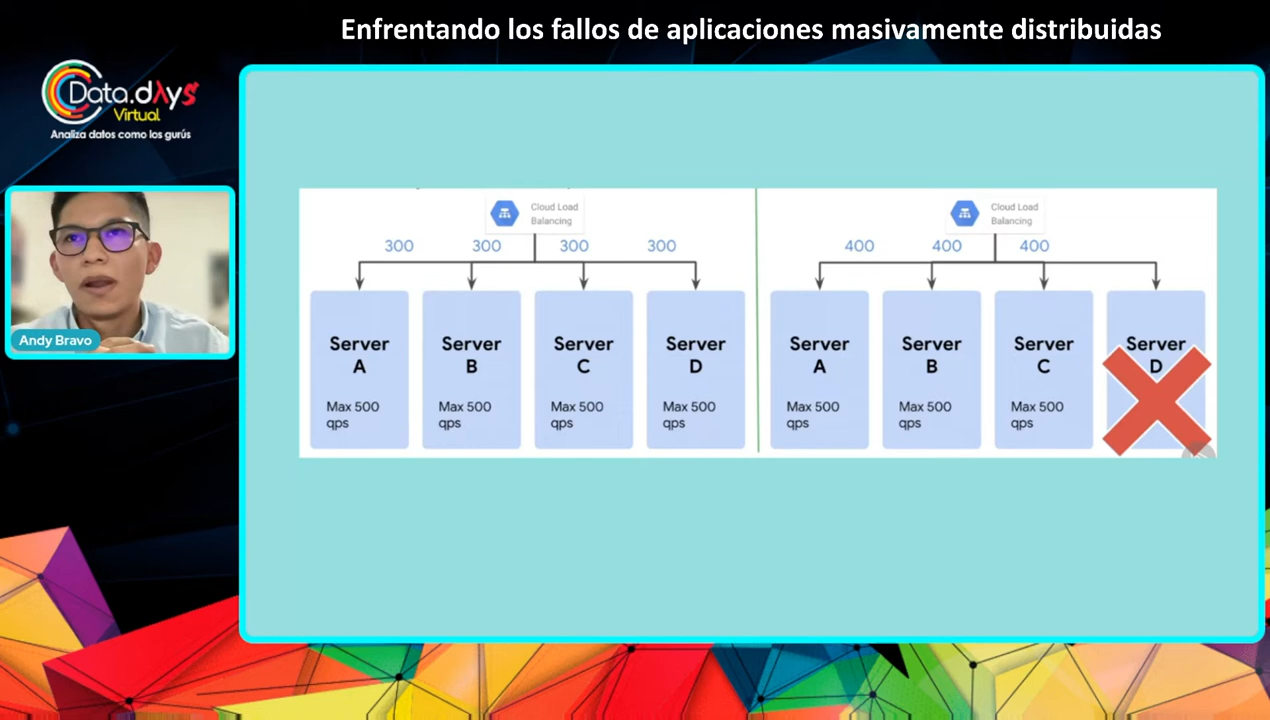 Enfrentando los fallos de aplicaciones masivamente distribuidas
Data.dλys
Virtual
Analiza datos como los gurús
Andy Bravo
Cloud Load
Balancing
300 300 300 300
Server
A
Max 500
qps
Server
B
Max 500
qps
Server
C
Max 500
qps
Server
D
Max 500
qps
Cloud Load
Balancing
400 400 400
Server
A
Max 500
qps
Server
B
Max 500
qps
Server
C
Max 500
qps
Server
D